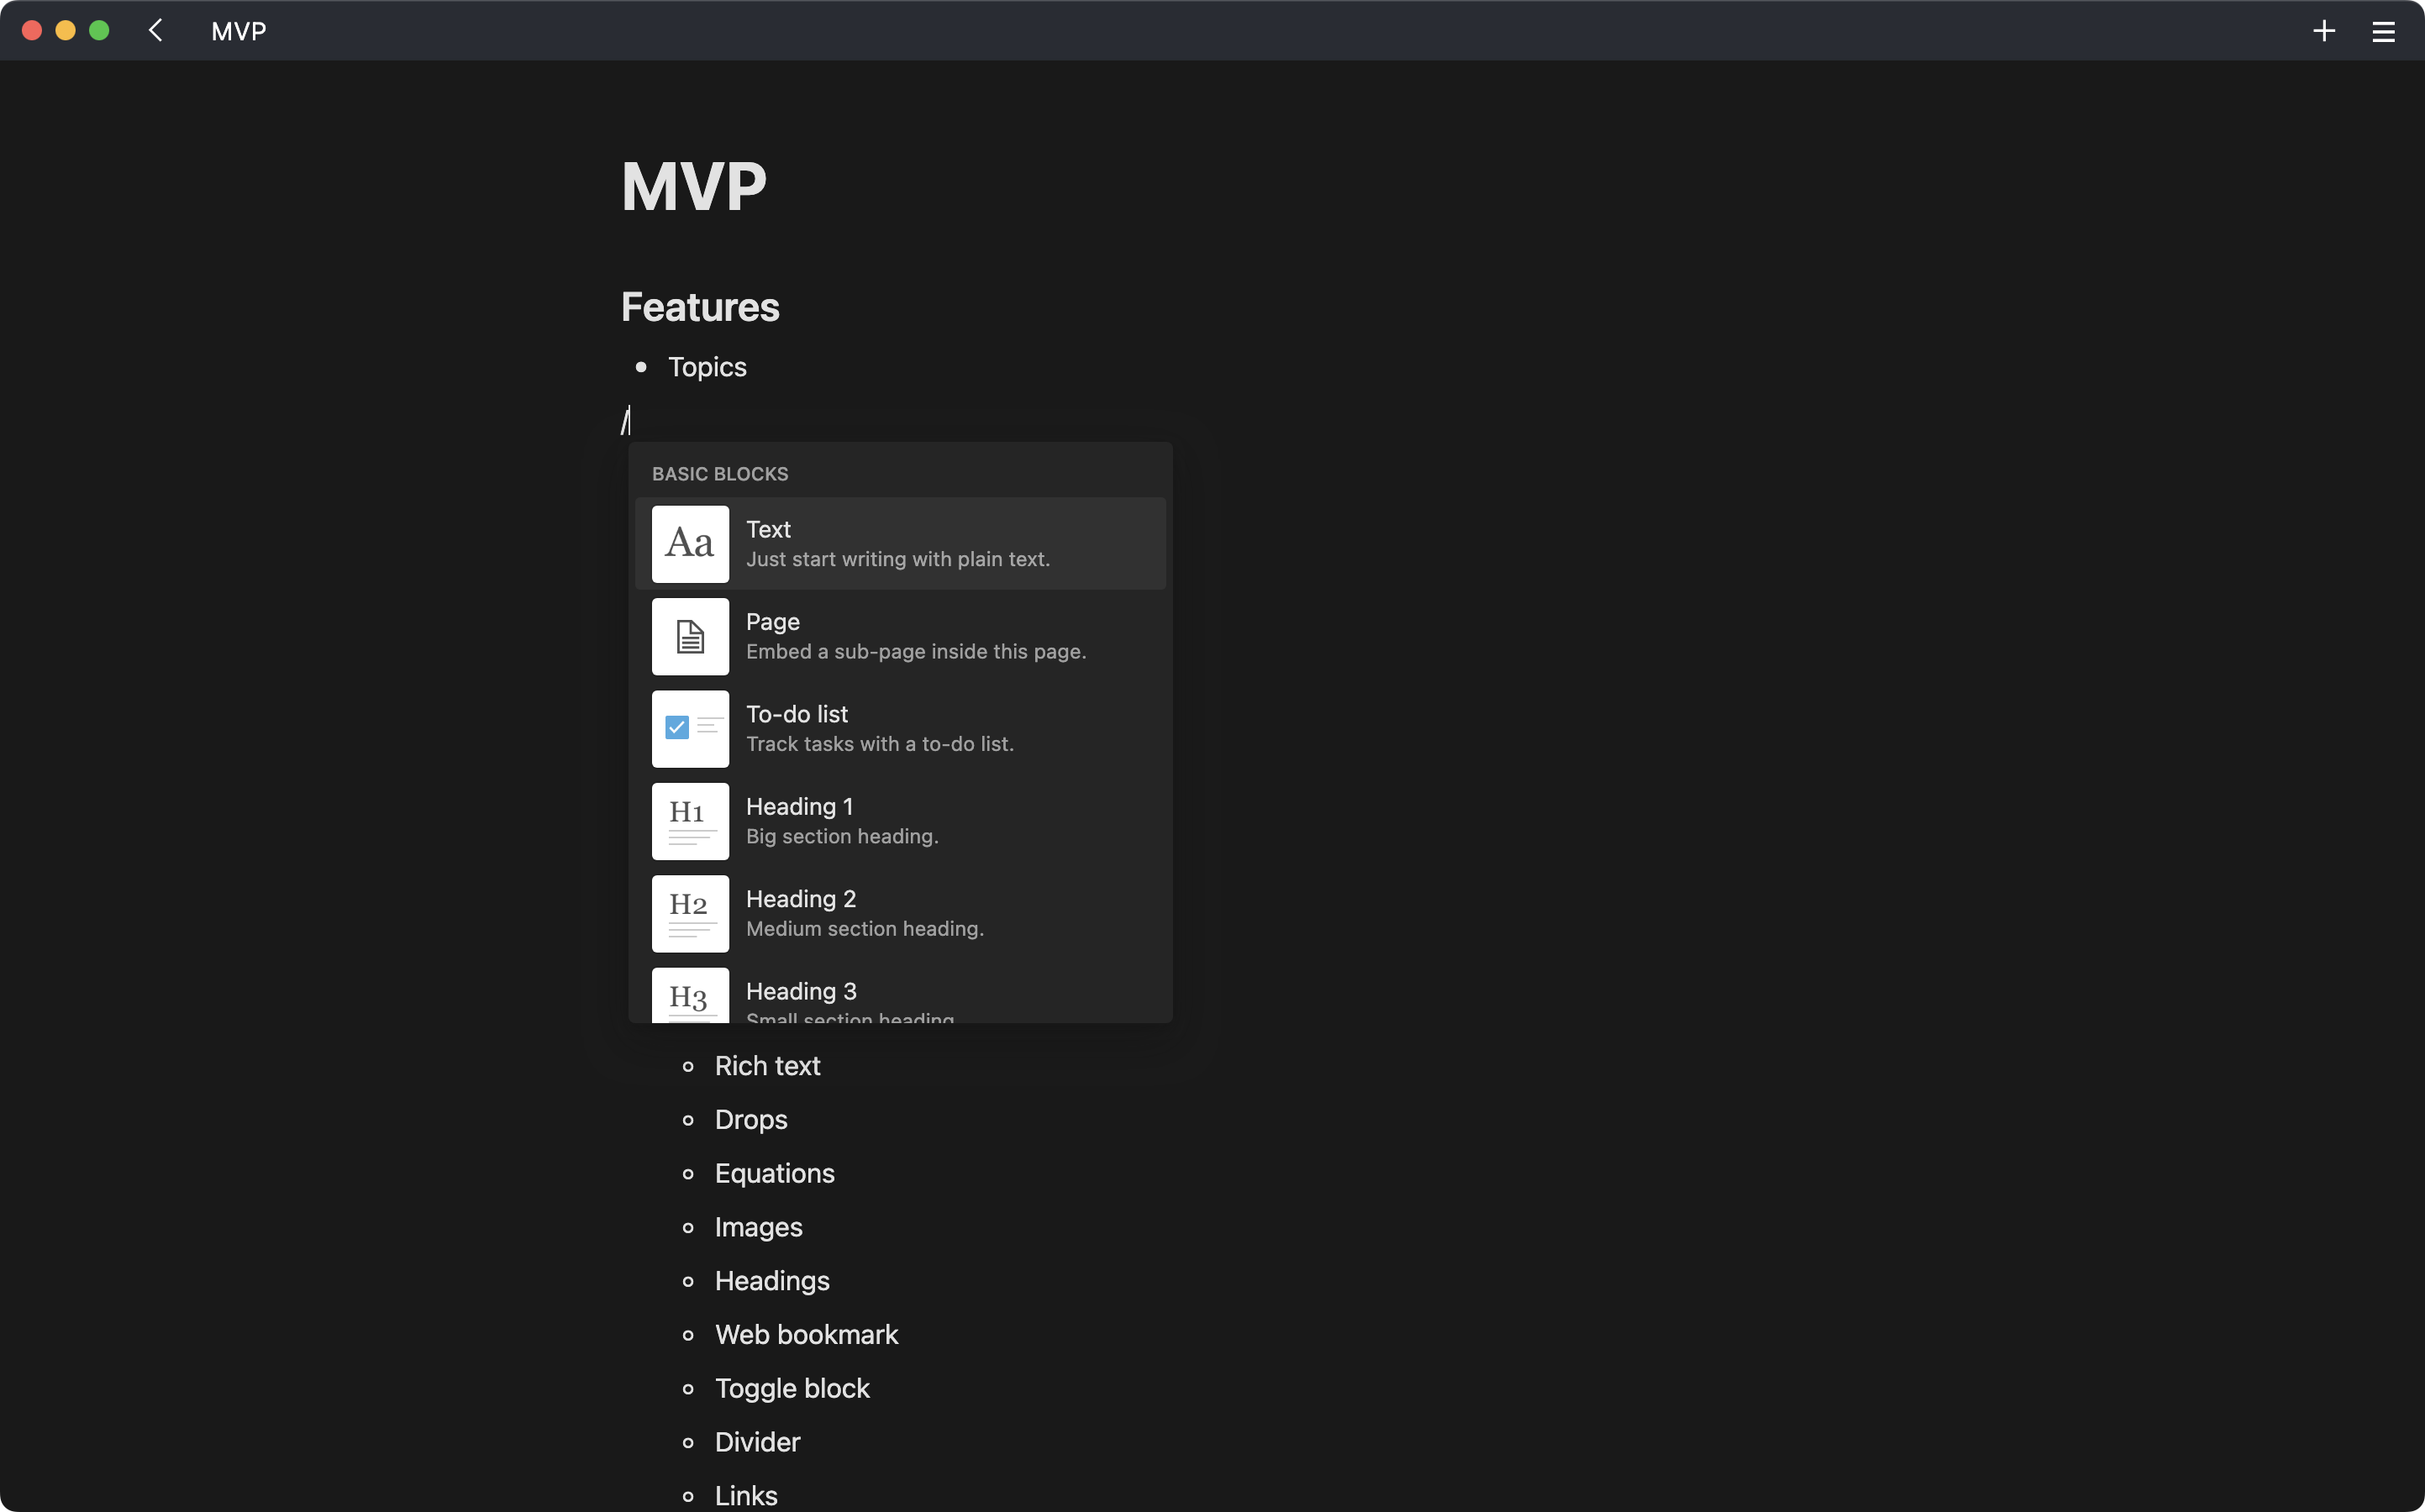 MVP
MVP
Features
Topics
/
BASIC BLOCKS
Aa
Text
Just start writing with plain text.
Page
Embed a sub-page inside this page.
To-do list
Track tasks with a to-do list.
H1
Heading 1
Big section heading.
H2
Heading 2
Medium section heading.
H3
Heading 3
Small section heading
Rich text
Drops
Equations
Images
Headings
Web bookmark
Toggle block
Divider
Links